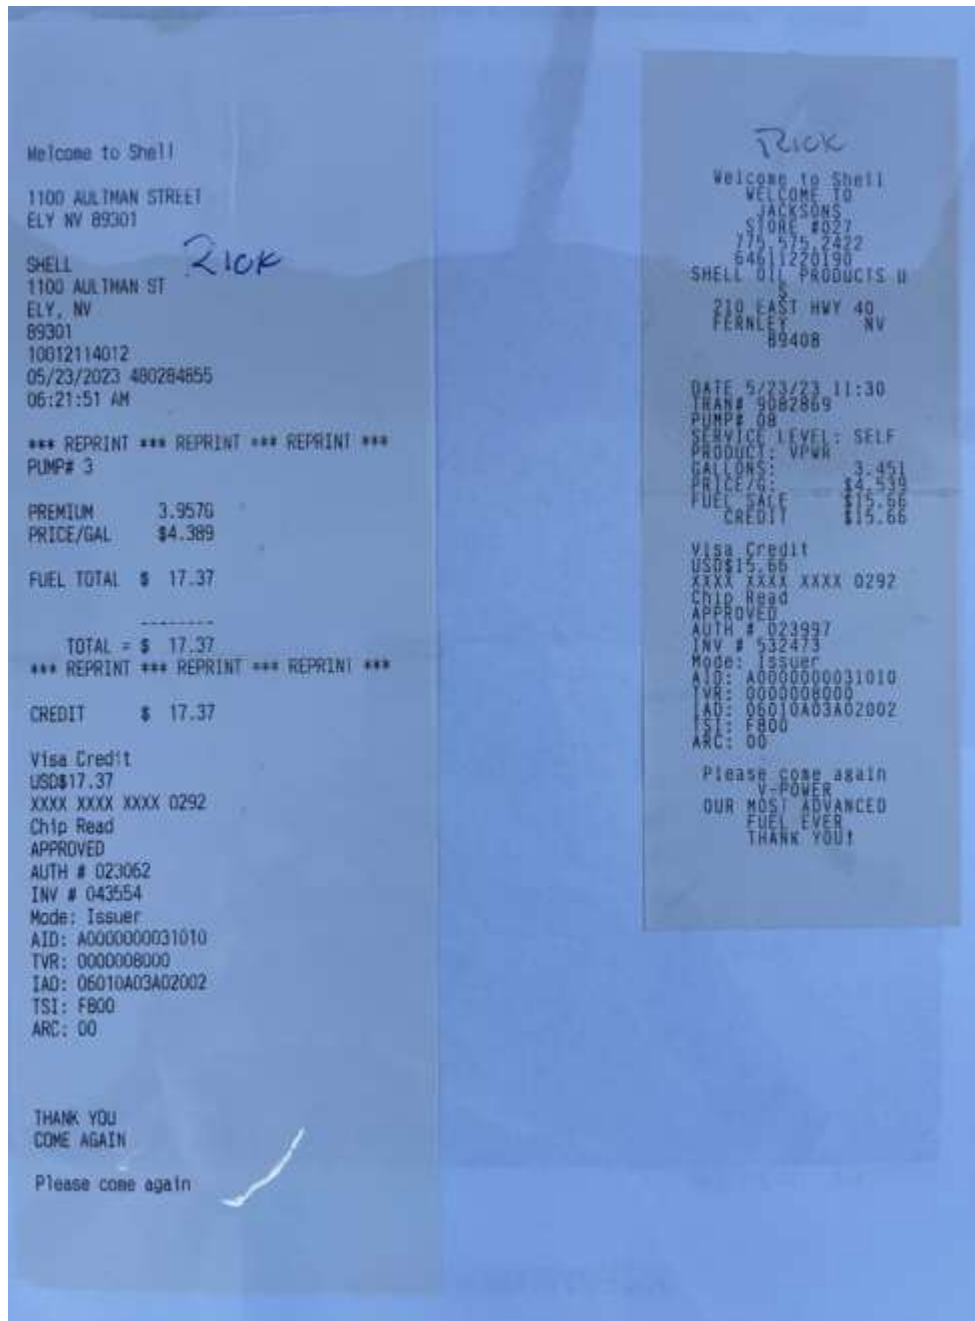 Welcome to Shell
1100 AULTMAN STREET
ELY NV 89301
RICK
SHELL
1100 AULTMAN ST
ELY, NV
89301
10012114012
05/23/2023 480284855
06:21:51 AM
*** REPRINT *** REPRINT *** REPRINT ***
PUMP# 3
PREMIUM 3.957G
PRICE/GAL $4.389
FUEL TOTAL $ 17.37
--------
TOTAL = $ 17.37
*** REPRINT *** REPRINT *** REPRINT ***
CREDIT $ 17.37
Visa Credit
USD$17.37
XXXX XXXX XXXX 0292
Chip Read
APPROVED
AUTH # 023062
INV # 043554
Mode: Issuer
AID: A0000000031010
TVR: 0000008000
IAD: 06010A03A02002
TSI: F800
ARC: 00
THANK YOU
COME AGAIN
Please come again
RICK
Welcome to Shell
WELCOME TO
JACKSONS
STORE #027
775.575.2422
64611220190
SHELL OIL PRODUCTS U
S
210 EAST HWY 40
FERNLEY NV
89408
DATE 5/23/23 11:30
TRAN# 9082869
PUMP# 08
SERVICE LEVEL: SELF
PRODUCT: VPWR
GALLONS: 3.451
PRICE/G: $4.539
FUEL SALE $15.66
CREDIT $15.66
Visa Credit
USD$15.66
XXXX XXXX XXXX 0292
Chip Read
APPROVED
AUTH # 023997
INV # 532473
Mode: Issuer
AID: A0000000031010
TVR: 0000008000
IAD: 06010A03A02002
TSI: F800
ARC: 00
Please come again
V-POWER
OUR MOST ADVANCED
FUEL EVER
THANK YOU!